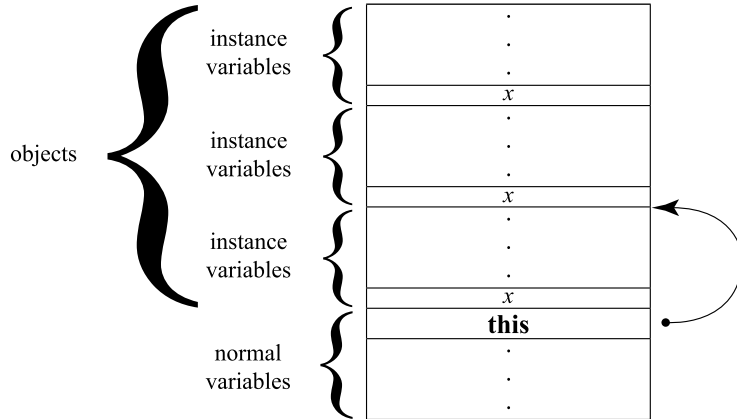 instance
variables
x
objects
instance
variables
x
instance
variables
x
this
normal
variables